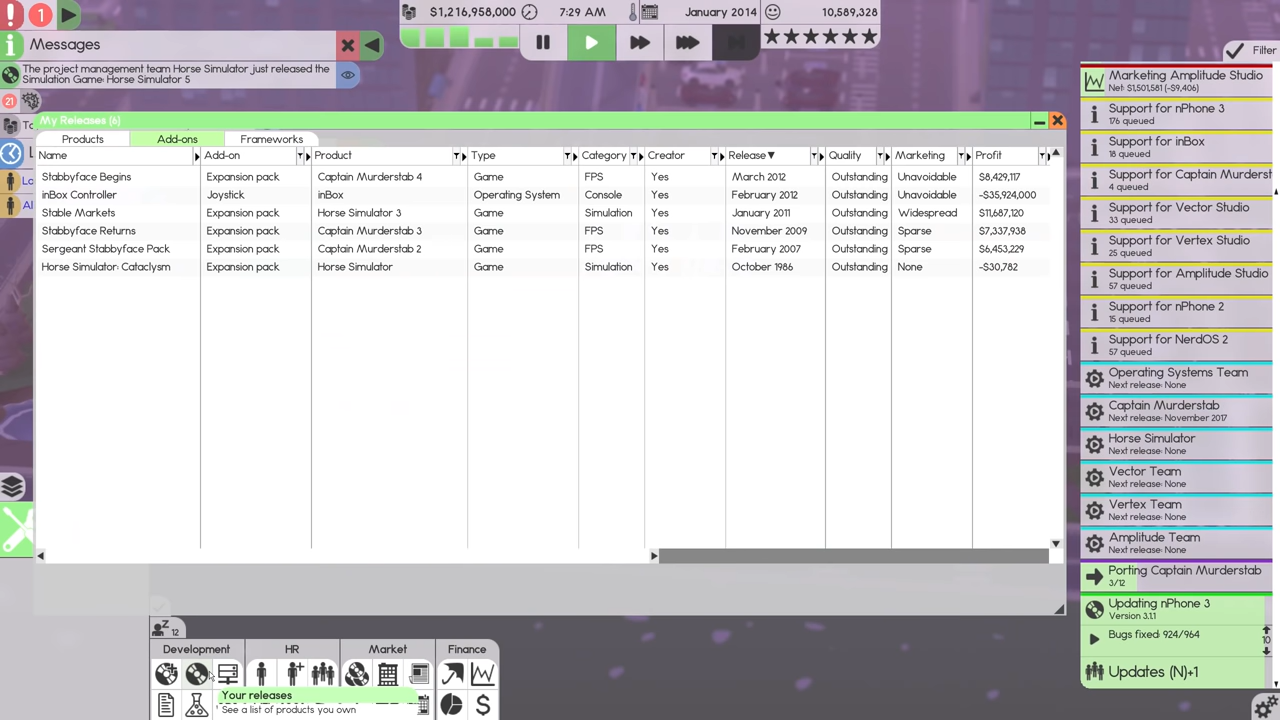 1
$1,216,958,000
7:29 AM
January 2014
10,589,328
Messages
The project management team Horse Simulator just released the
Simulation Game: Horse Simulator 5
21
Filter
My Releases (6)
Products
Add-ons
Frameworks
Name Add-on Product Type Category Creator Release▼ Quality Marketing Profit
Stabbyface Begins Expansion pack Captain Murderstab 4 Game FPS Yes March 2012 Outstanding Unavoidable $8,429,117
inBox Controller Joystick inBox Operating System Console Yes February 2012 Outstanding Unavoidable -$35,924,000
Stable Markets Expansion pack Horse Simulator 3 Game Simulation Yes January 2011 Outstanding Widespread $11,687,120
Stabbyface Returns Expansion pack Captain Murderstab 3 Game FPS Yes November 2009 Outstanding Sparse $7,337,938
Sergeant Stabbyface Pack Expansion pack Captain Murderstab 2 Game FPS Yes February 2007 Outstanding Sparse $6,453,229
Horse Simulator: Cataclysm Expansion pack Horse Simulator Game Simulation Yes October 1986 Outstanding None -$30,782
Marketing Amplitude Studio
Net: $1,501,581 (-$9,406)
Support for nPhone 3
176 queued
Support for inBox
18 queued
Support for Captain Murderst
4 queued
Support for Vector Studio
33 queued
Support for Vertex Studio
25 queued
Support for Amplitude Studio
57 queued
Support for nPhone 2
15 queued
Support for NerdOS 2
57 queued
Operating Systems Team
Next release: None
Captain Murderstab
Next release: November 2017
Horse Simulator
Next release: None
Vector Team
Next release: None
Vertex Team
Next release: None
Amplitude Team
Next release: None
Porting Captain Murderstab
3/12
Updating nPhone 3
Version 3.1.1
Bugs fixed: 924/964
10
Updates (N)+1
12
Development
HR
Market
Finance
Your releases
See a list of products you own